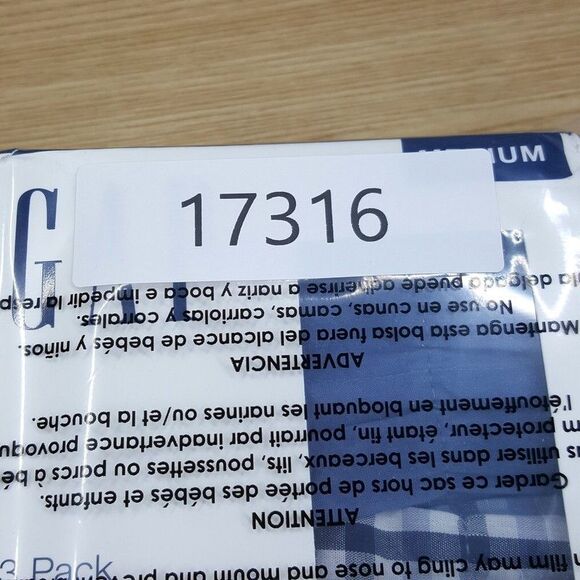 MEDIUM
17316
G
3 Pack
film may cling to nose and mouth and
ATTENTION
Garder ce sac hors de portée des bébés et enfants.
utiliser dans les berceaux, lits, poussettes ou parcs à
protecteur, étant fin, pourrait par inadvertance
l'étouffement en bloquant les narines ou/et la bouche.
ADVERTENCIA
Mantenga esta bolsa fuera del alcance de bebés y niños.
No use en cunas, camas, carriolas y corrales.
delgada puede adherirse a nariz y boca e impedir la